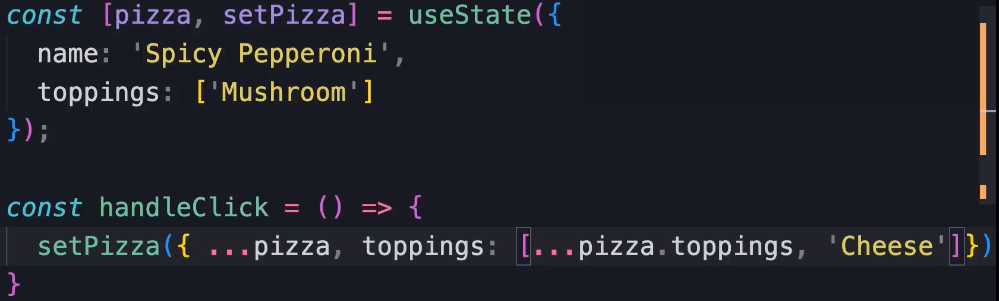 const [pizza, setPizza] = useState({
  name: 'Spicy Pepperoni',
  toppings: ['Mushroom']
});

const handleClick = () => {
  setPizza({ ...pizza, toppings: [...pizza.toppings, 'Cheese']})
}